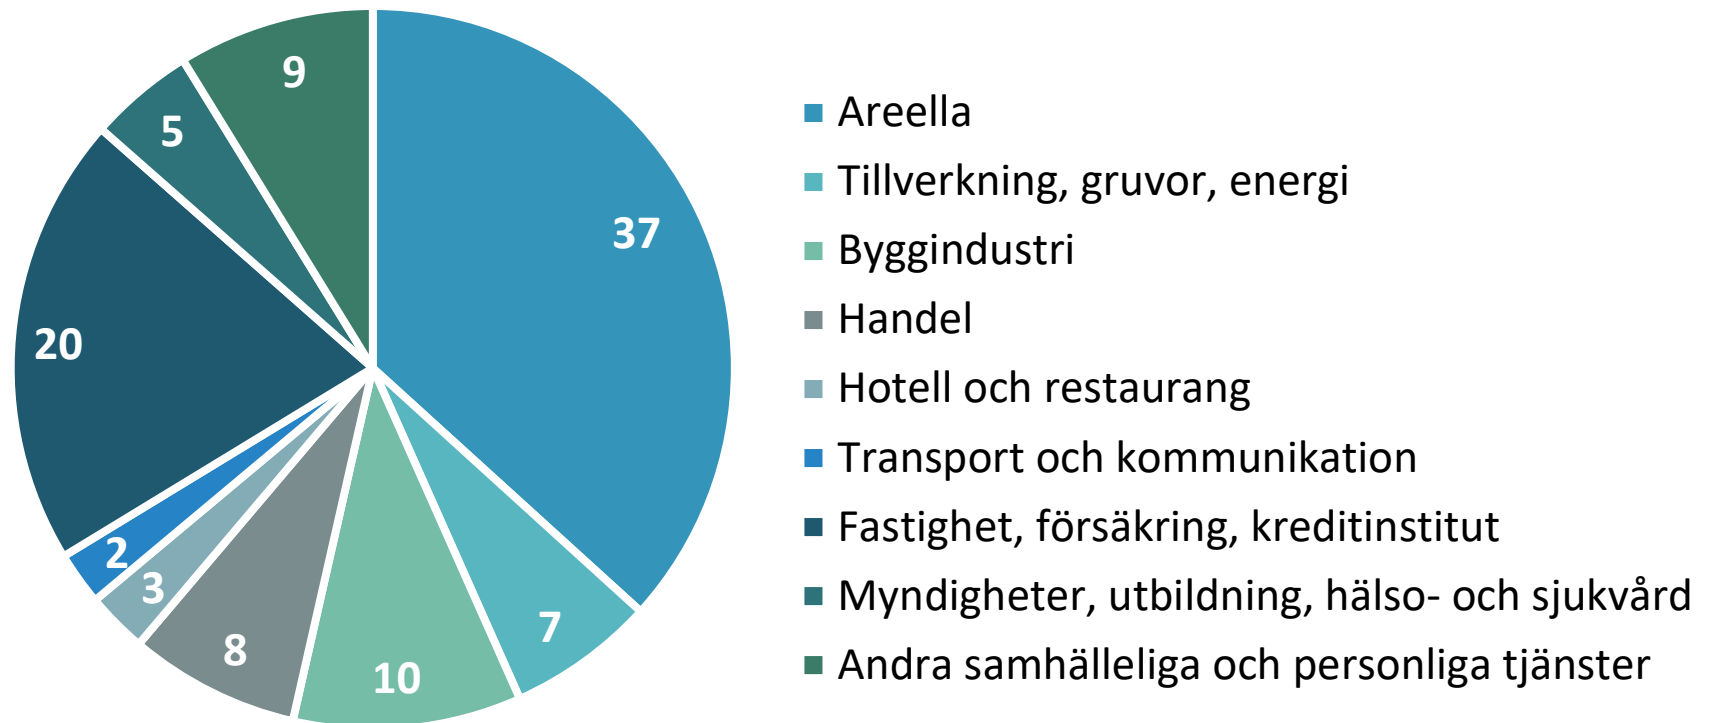 9
5
37
20
2
3
8
10
7
Areella
Tillverkning, gruvor, energi
Byggindustri
Handel
Hotell och restaurang
Transport och kommunikation
Fastighet, försäkring, kreditinstitut
Myndigheter, utbildning, hälso- och sjukvård
Andra samhälleliga och personliga tjänster